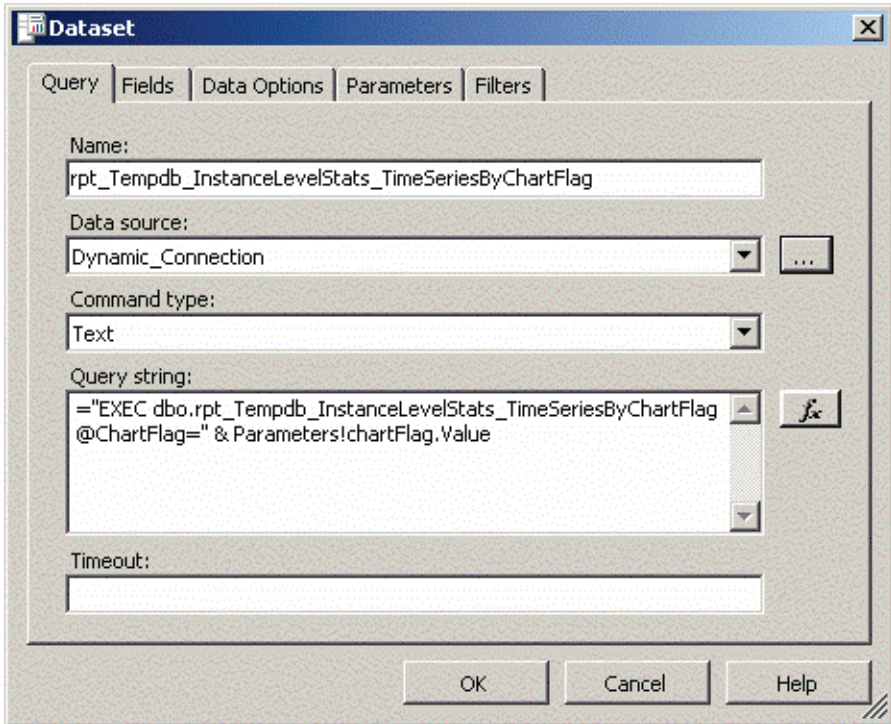 Dataset
Query Fields Data Options Parameters Filters
Name:
rpt_Tempdb_InstanceLevelStats_TimeSeriesByChartFlag
Data source:
Dynamic_Connection
...
Command type:
Text
Query string:
="EXEC dbo.rpt_Tempdb_InstanceLevelStats_TimeSeriesByChartFlag
@ChartFlag=" & Parameters!chartFlag.Value
fx
Timeout:
OK Cancel Help